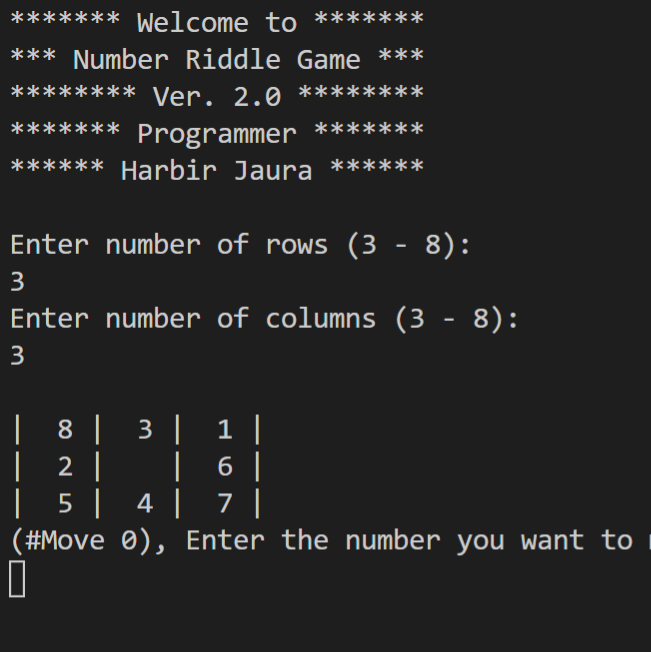 ******* Welcome to *******
*** Number Riddle Game ***
******** Ver. 2.0 ********
******* Programmer *******
****** Harbir Jaura ******
Enter number of rows (3 - 8):
3
Enter number of columns (3 - 8):
3
|  8 |  3 |  1 |
|  2 |    |  6 |
|  5 |  4 |  7 |
(#Move 0), Enter the number you want to